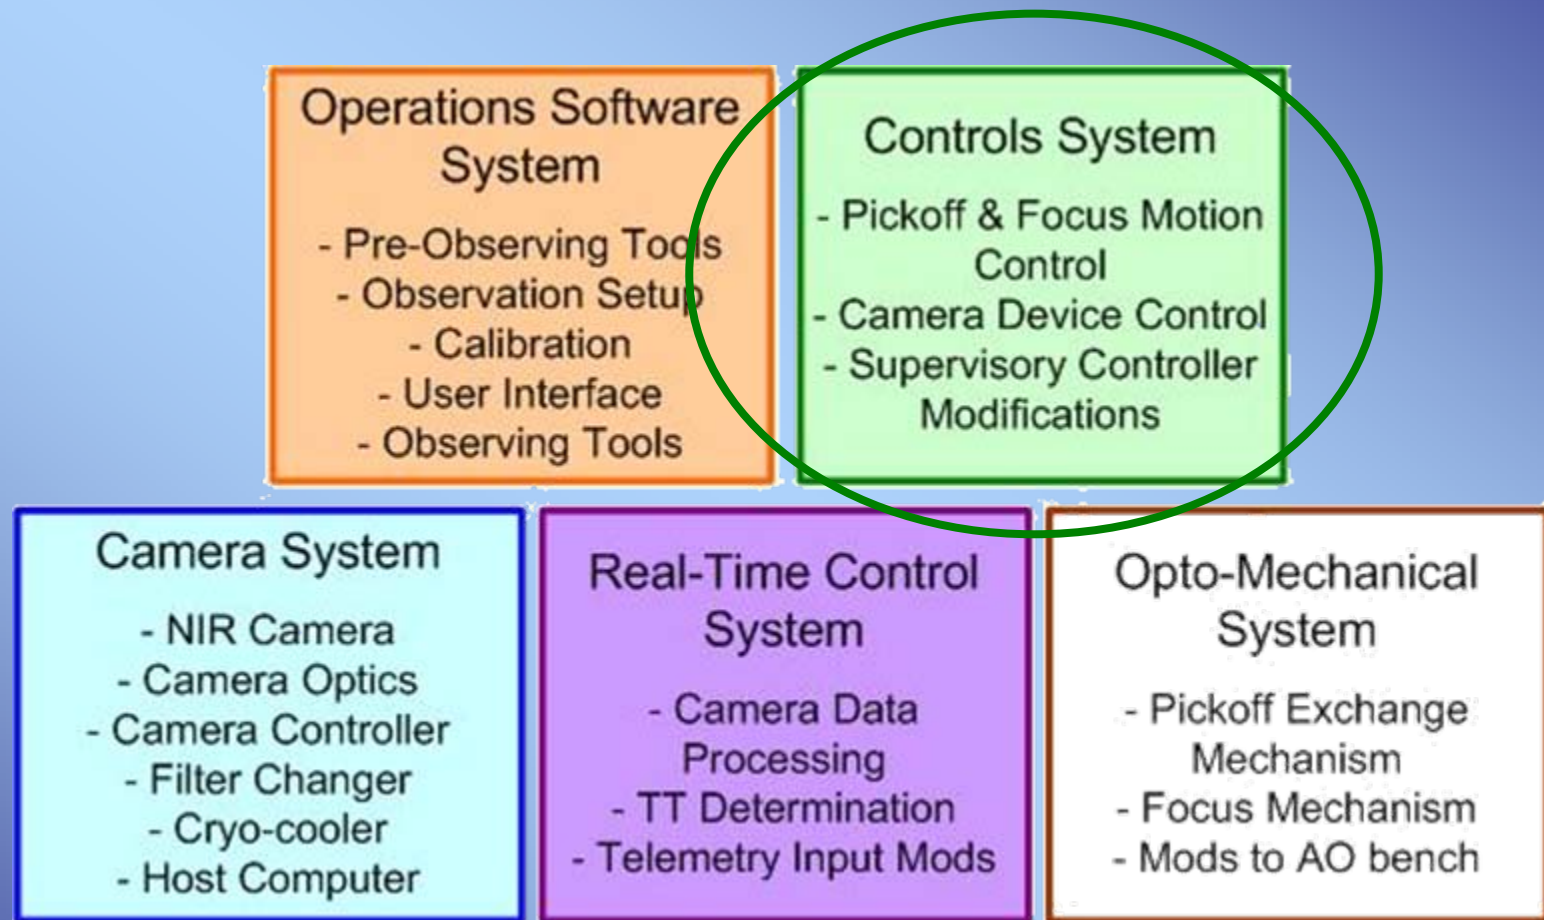 Operations Software
System
- Pre-Observing Tools
- Observation Setup
- Calibration
- User Interface
- Observing Tools
Controls System
- Pickoff & Focus Motion
Control
- Camera Device Control
- Supervisory Controller
Modifications
Camera System
- NIR Camera
- Camera Optics
- Camera Controller
- Filter Changer
- Cryo-cooler
- Host Computer
Real-Time Control
System
- Camera Data
Processing
- TT Determination
- Telemetry Input Mods
Opto-Mechanical
System
- Pickoff Exchange
Mechanism
- Focus Mechanism
- Mods to AO bench